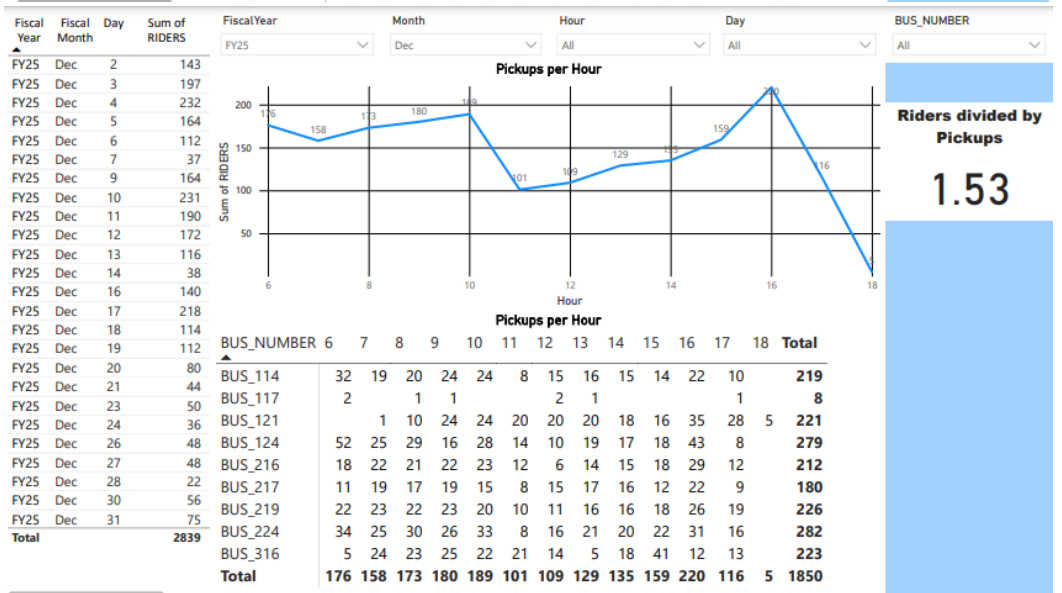 Fiscal Year Fiscal Month Day Sum of RIDERS
FY25 Dec 2 143
FY25 Dec 3 197
FY25 Dec 4 232
FY25 Dec 5 164
FY25 Dec 6 112
FY25 Dec 7 37
FY25 Dec 9 164
FY25 Dec 10 231
FY25 Dec 11 190
FY25 Dec 12 172
FY25 Dec 13 116
FY25 Dec 14 38
FY25 Dec 16 140
FY25 Dec 17 218
FY25 Dec 18 114
FY25 Dec 19 112
FY25 Dec 20 80
FY25 Dec 21 44
FY25 Dec 23 50
FY25 Dec 24 36
FY25 Dec 26 48
FY25 Dec 27 48
FY25 Dec 28 22
FY25 Dec 30 56
FY25 Dec 31 75
Total 2839
FiscalYear Month Hour Day BUS_NUMBER
FY25 Dec All All All
Pickups per Hour
Sum of RIDERS
200
150
100
50
176 158 173 180 189 101 109 129 135 159 220 116 5
6 8 10 12 14 16 18
Hour
Pickups per Hour
BUS_NUMBER 6 7 8 9 10 11 12 13 14 15 16 17 18 Total
BUS_114 32 19 20 24 24 8 15 16 15 14 22 10 219
BUS_117 2 1 1 2 1 1 8
BUS_121 1 10 24 24 20 20 20 18 16 35 28 5 221
BUS_124 52 25 29 16 28 14 10 19 17 18 43 8 279
BUS_216 18 22 21 22 23 12 6 14 15 18 29 12 212
BUS_217 11 19 17 19 15 8 15 17 16 12 22 9 180
BUS_219 22 23 22 23 20 10 11 16 16 18 26 19 226
BUS_224 34 25 30 26 33 8 16 21 20 22 31 16 282
BUS_316 5 24 23 25 22 21 14 5 18 41 12 13 223
Total 176 158 173 180 189 101 109 129 135 159 220 116 5 1850
Riders divided by
Pickups
1.53